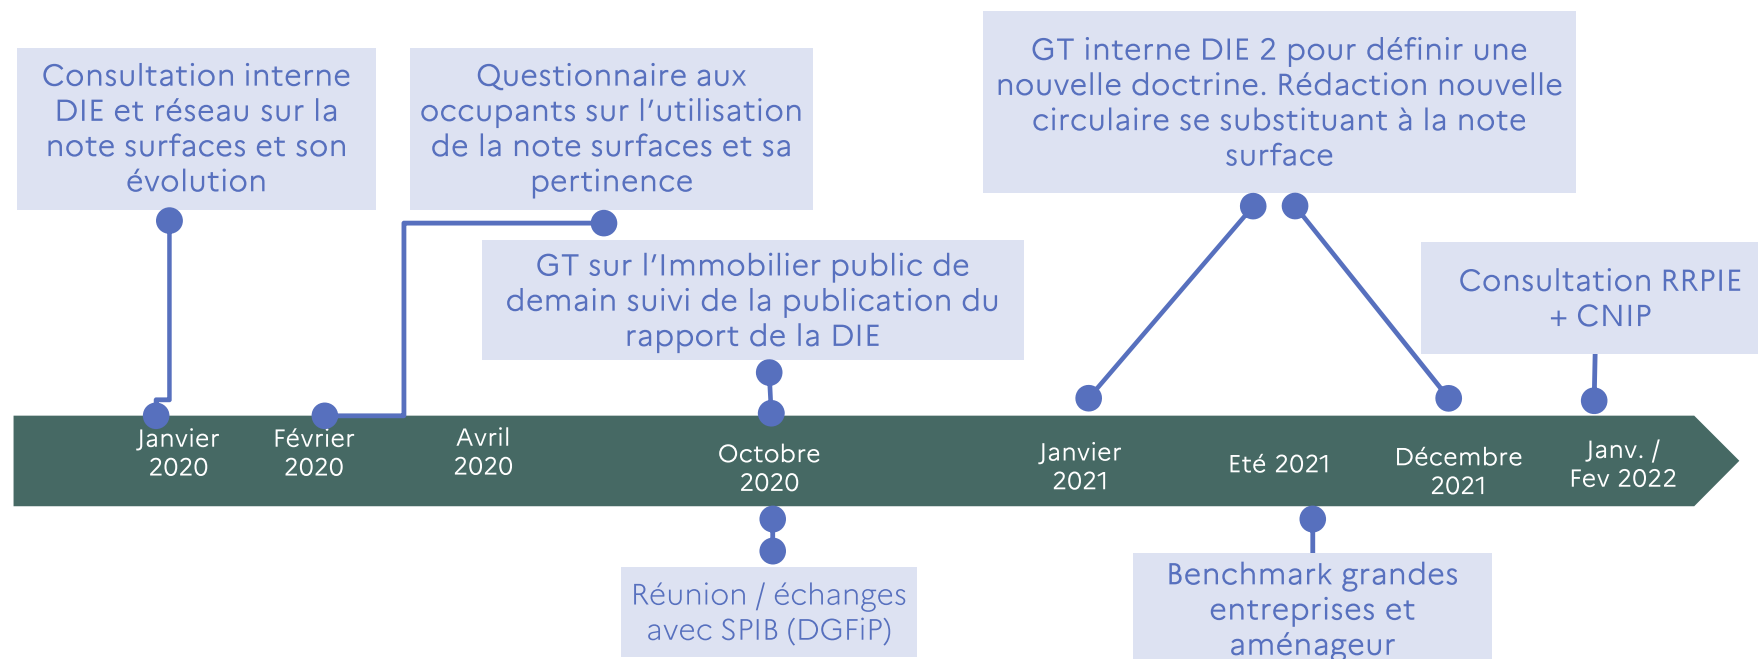 Consultation interne
DIE et réseau sur la
note surfaces et son
évolution
Questionnaire aux
occupants sur l’utilisation
de la note surfaces et sa
pertinence
GT sur l’Immobilier public de
demain suivi de la publication du
rapport de la DIE
GT interne DIE 2 pour définir une
nouvelle doctrine. Rédaction nouvelle
circulaire se substituant à la note
surface
Consultation RRPIE
+ CNIP
Janvier
2020
Février
2020
Avril
2020
Octobre
2020
Janvier
2021
Eté 2021
Décembre
2021
Janv. /
Fev 2022
Réunion / échanges
avec SPIB (DGFiP)
Benchmark grandes
entreprises et
aménageur